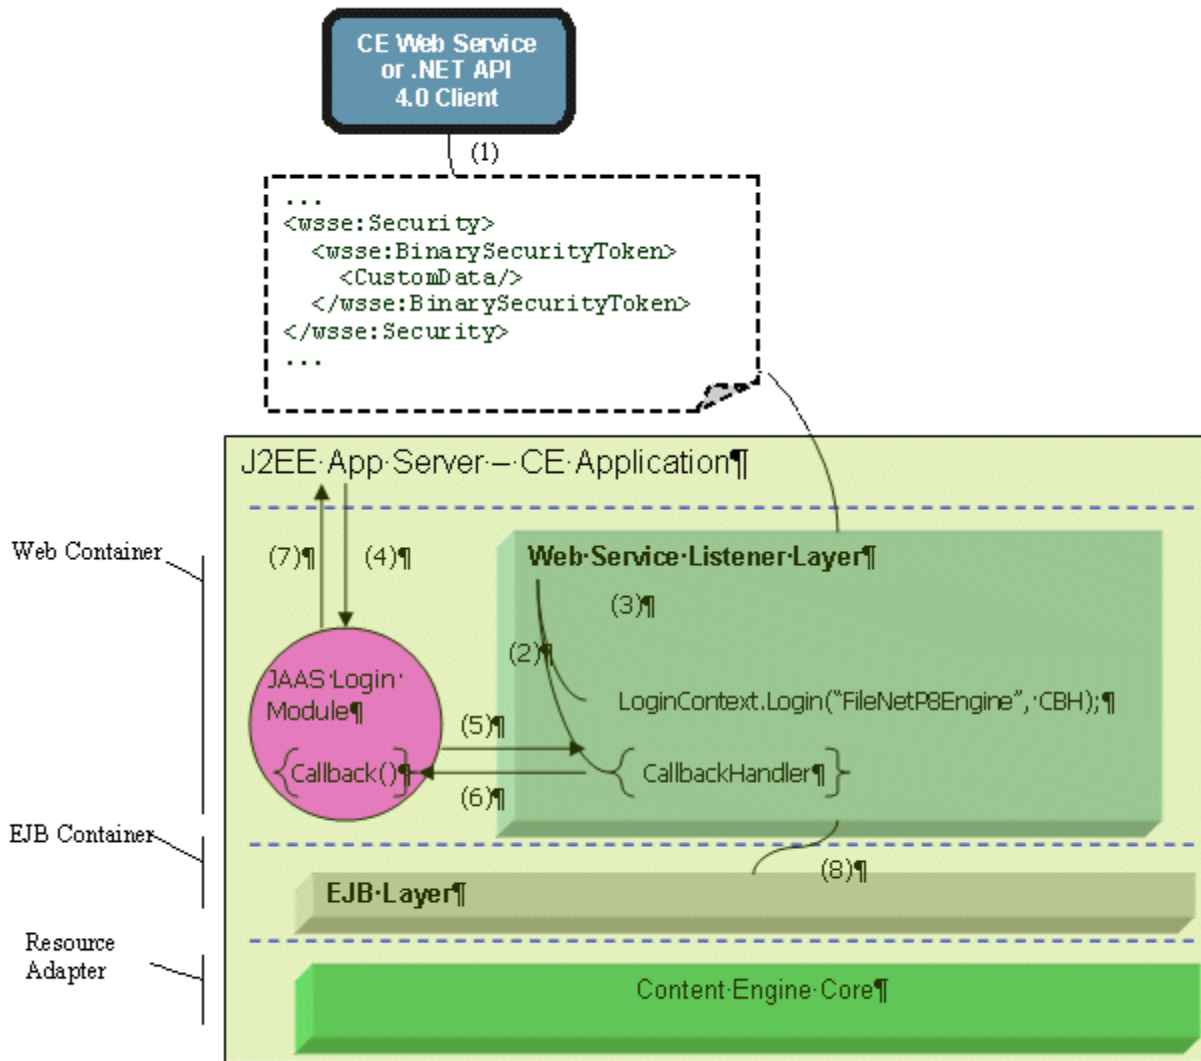 CE Web Service
or .NET API
4.0 Client
(1)
...
<wsse:Security>
<wsse:BinarySecurityToken>
<CustomData/>
</wsse:BinarySecurityToken>
</wsse:Security>
...
J2EE·App·Server·–·CE·Application¶
Web Container
(7)¶
(4)¶
Web·Service·Listener·Layer¶
(3)¶
(2)¶
JAAS·Login·
Module¶
LoginContext.Login("FileNetP8Engine",·CBH);¶
(5)¶
{Callback()}¶
{CallbackHandler¶}
(6)¶
EJB Container
(8)¶
EJB·Layer¶
Resource
Adapter
Content·Engine·Core¶